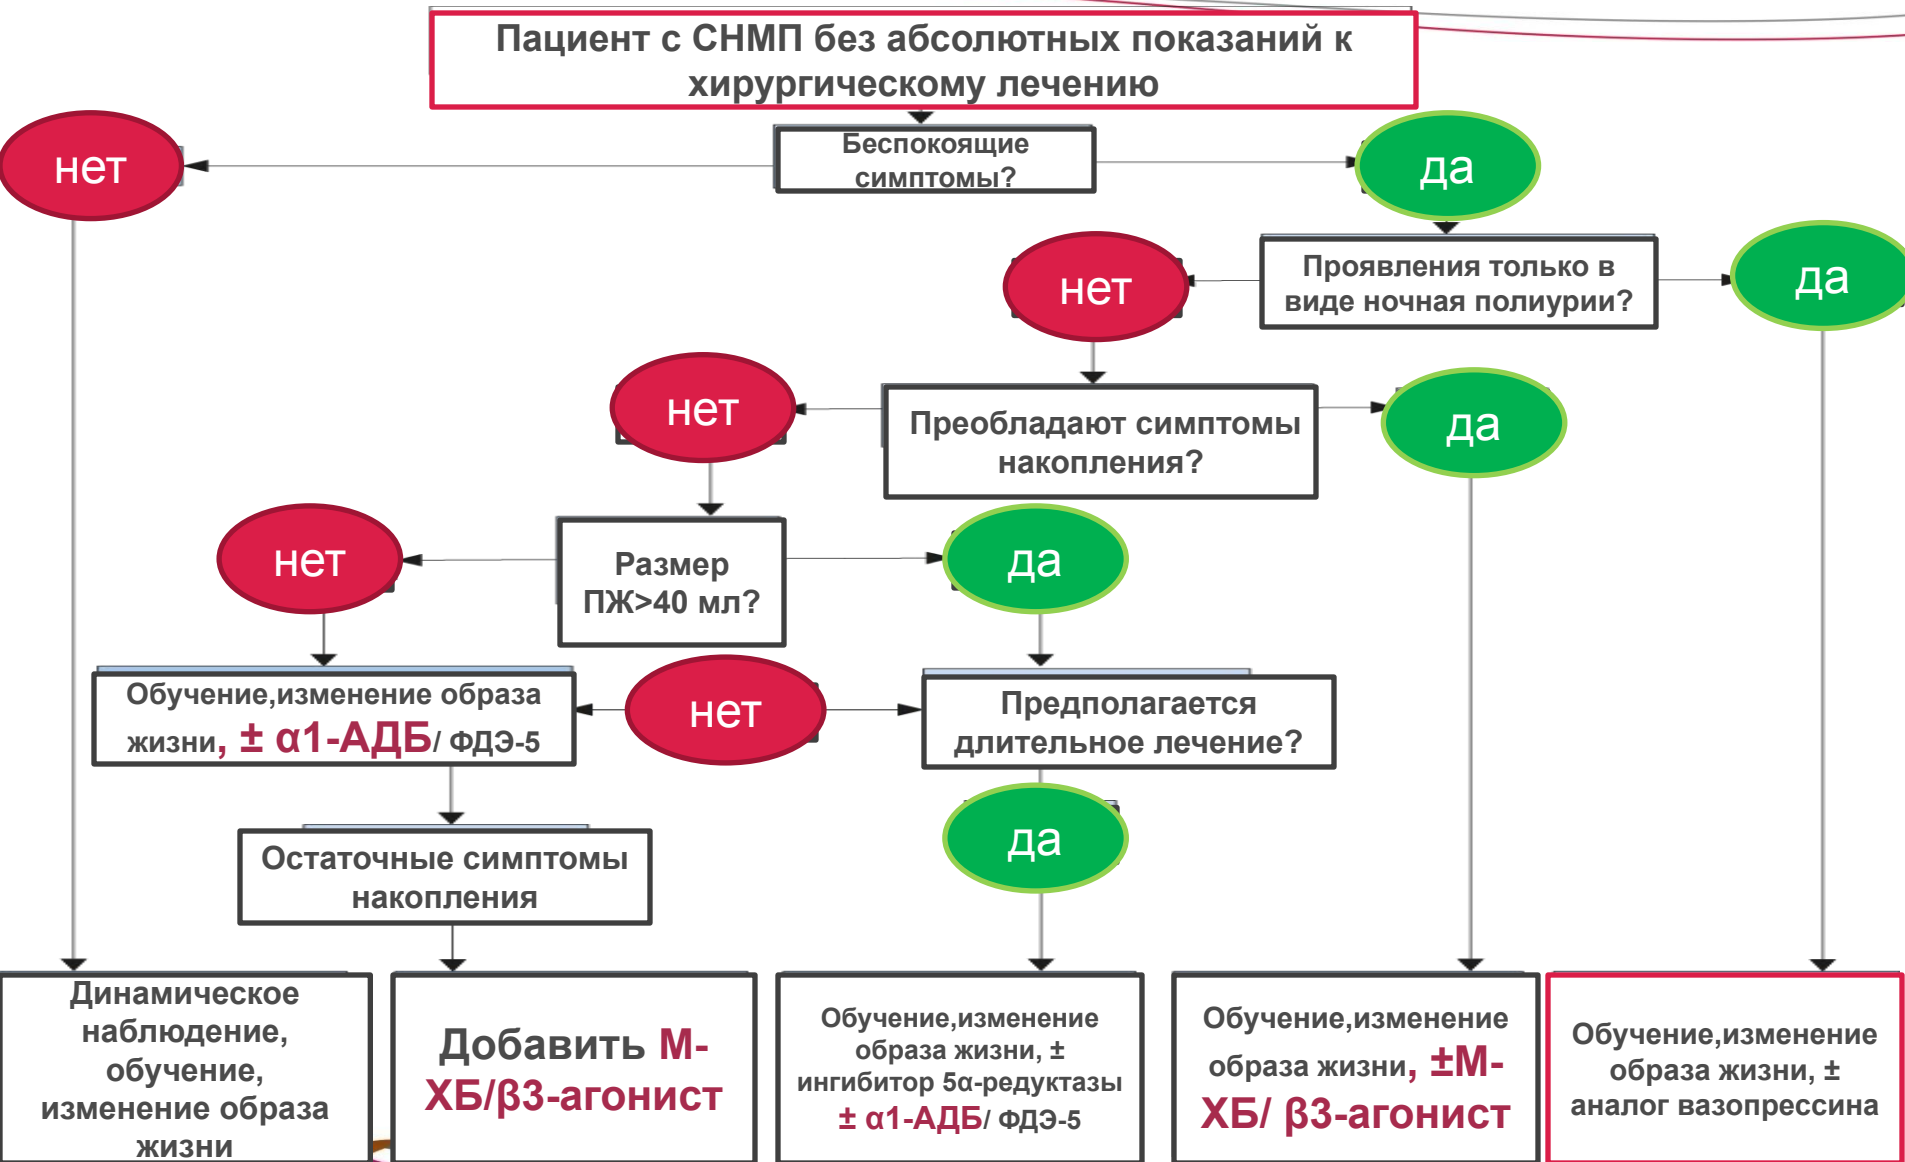 Пациент с СНМП без абсолютных показаний к
хирургическому лечению
Беспокоящие
симптомы?
нет
да
Проявления только в
виде ночная полиурии?
нет
да
Преобладают симптомы
накопления?
нет
да
Размер
ПЖ>40 мл?
нет
да
Обучение,изменение образа
жизни, ± α1-АДБ/ ФДЭ-5
нет
Предполагается
длительное лечение?
да
Остаточные симптомы
накопления
Динамическое
наблюдение,
обучение,
изменение образа
жизни
Добавить М-
ХБ/β3-агонист
Обучение,изменение
образа жизни, ±
ингибитор 5α-редуктазы
± α1-АДБ/ ФДЭ-5
Обучение,изменение
образа жизни, ±М-
ХБ/ β3-агонист
Обучение,изменение
образа жизни, ±
аналог вазопрессина